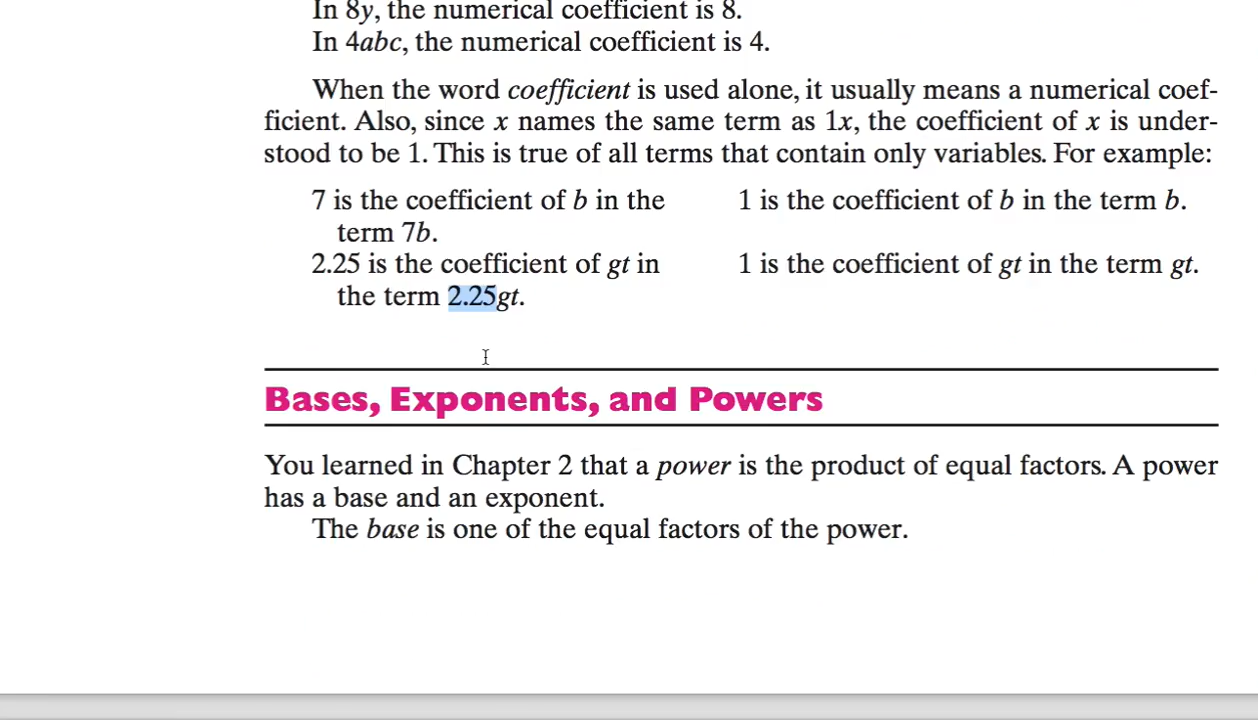 In 8y, the numerical coefficient is 8.
In 4abc, the numerical coefficient is 4.
When the word coefficient is used alone, it usually means a numerical coef-
ficient. Also, since x names the same term as 1x, the coefficient of x is under-
stood to be 1. This is true of all terms that contain only variables. For example:
7 is the coefficient of b in the
term 7b.
2.25 is the coefficient of gt in
the term 2.25gt.
1 is the coefficient of b in the term b.
1 is the coefficient of gt in the term gt.
Bases, Exponents, and Powers
You learned in Chapter 2 that a power is the product of equal factors. A power
has a base and an exponent.
The base is one of the equal factors of the power.